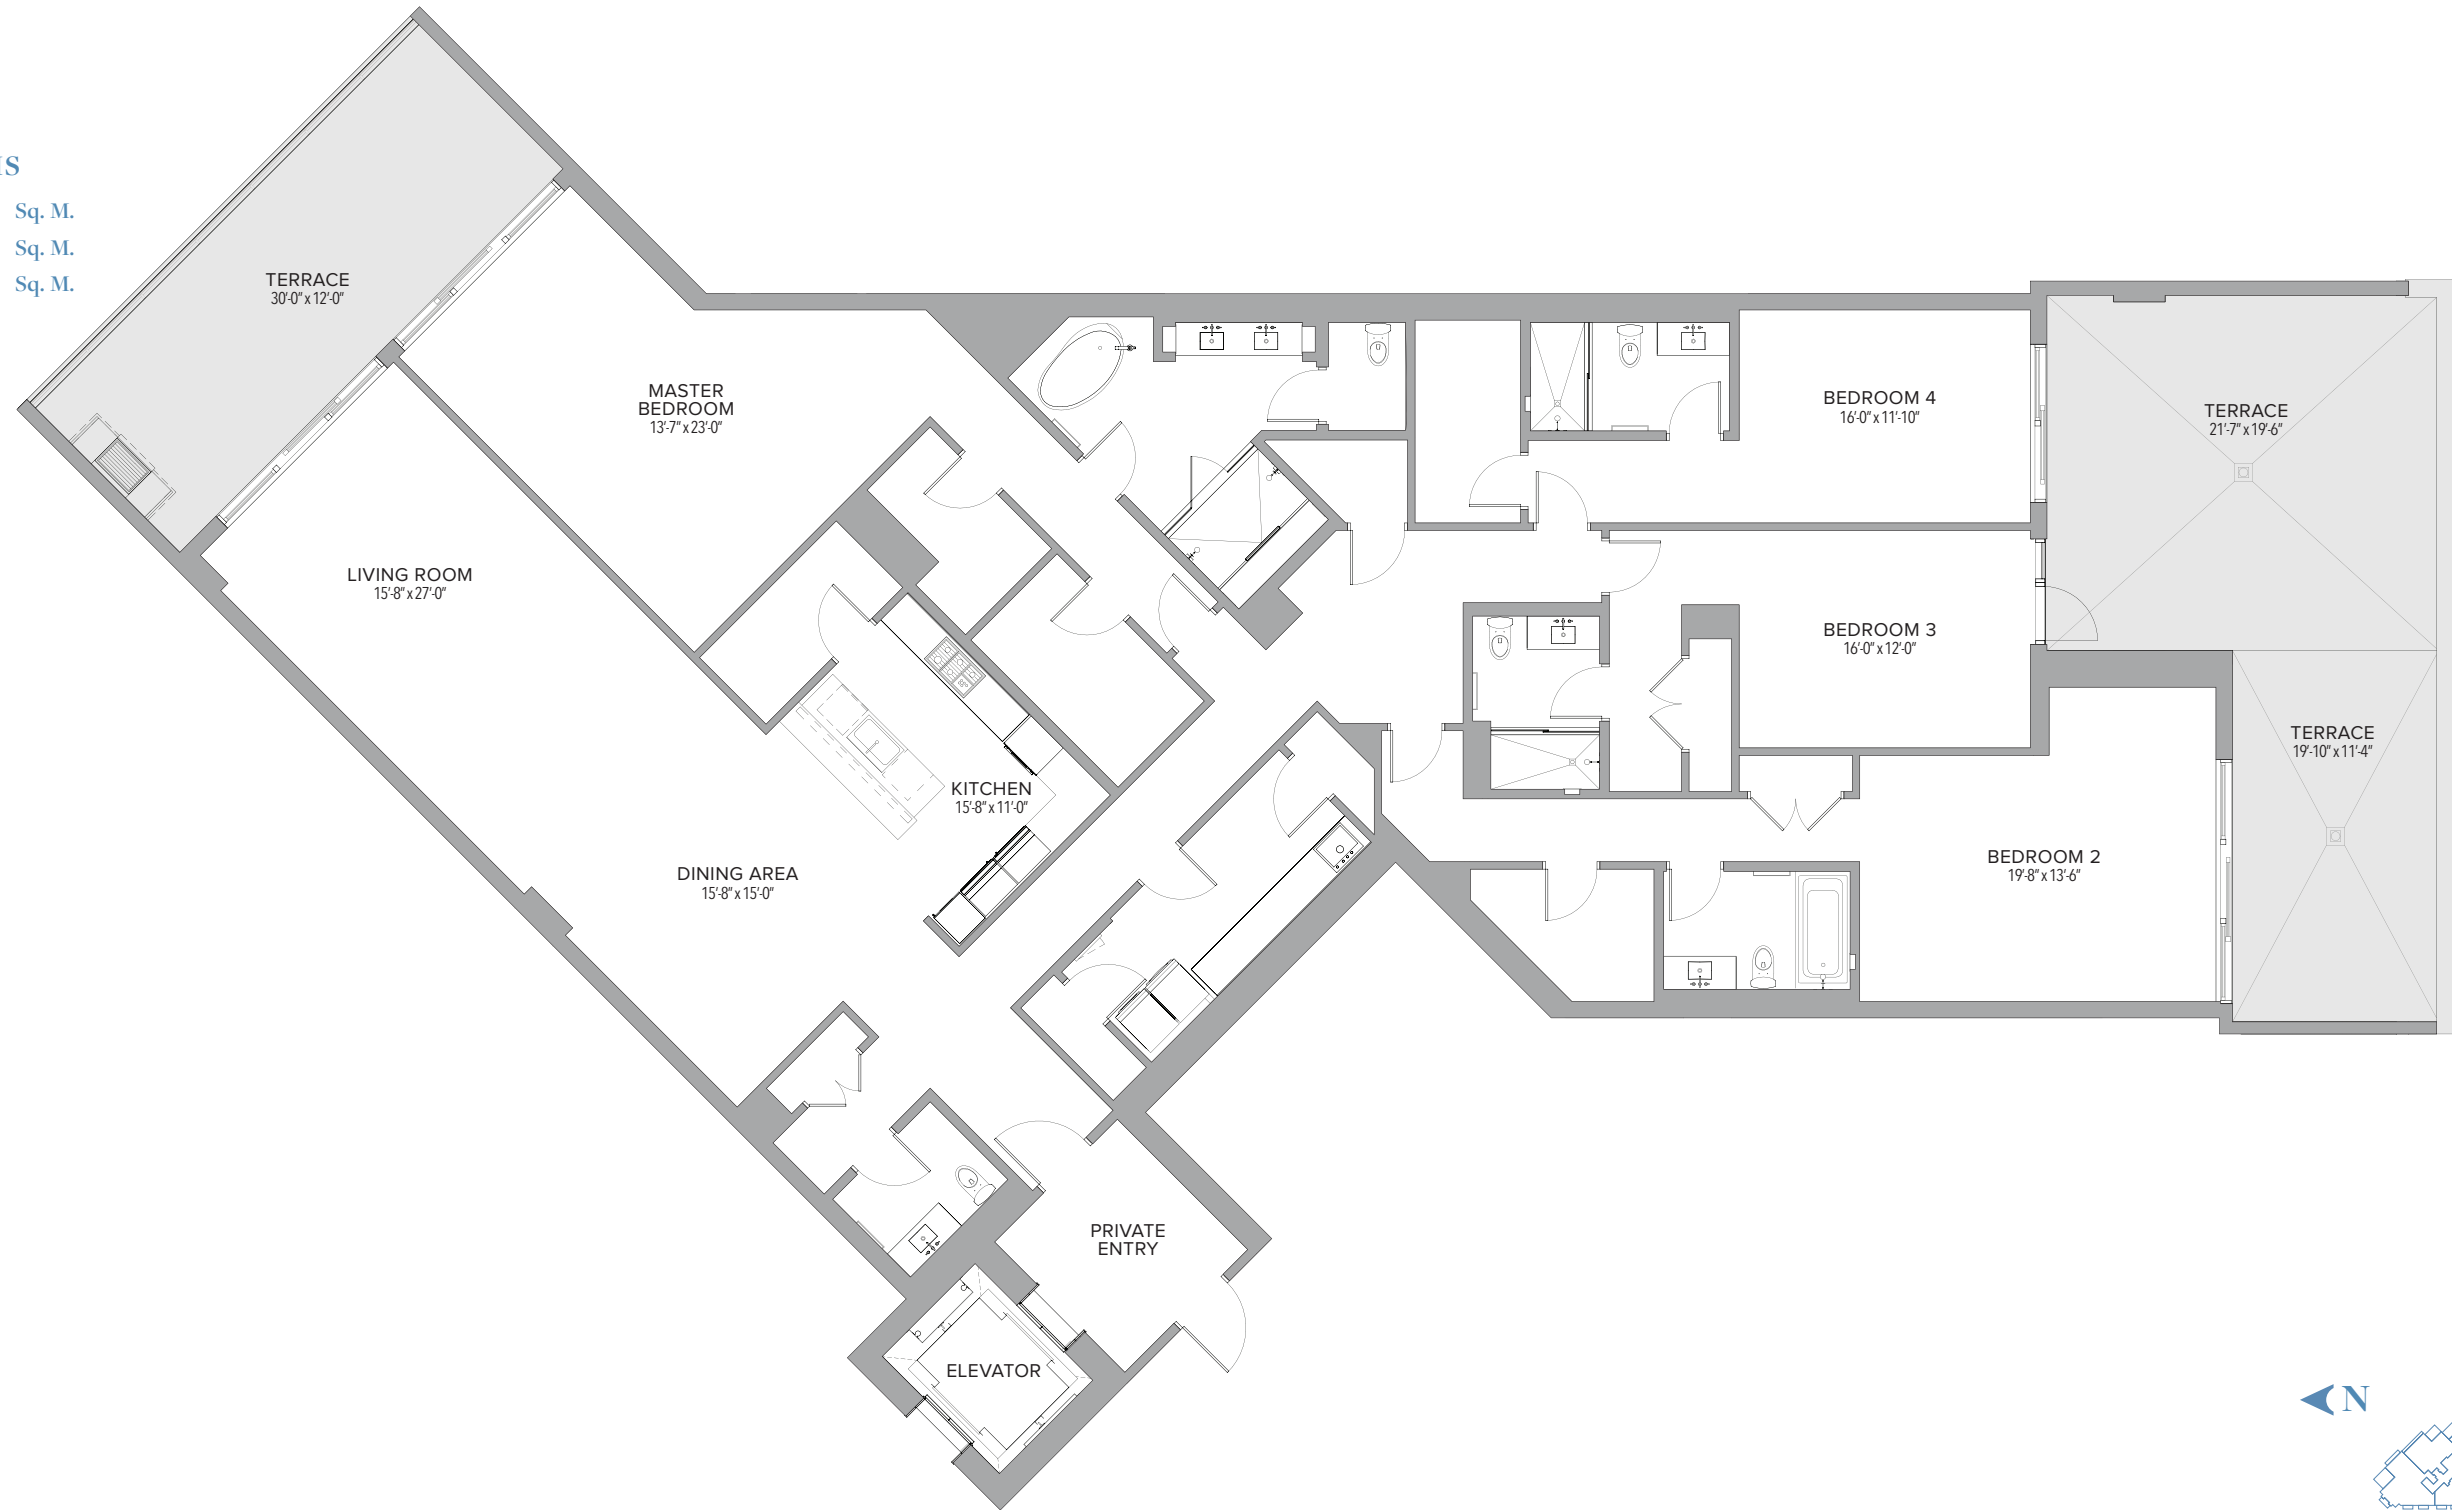 Sq. M.
Sq. M.
Sq. M.
TERRACE
30'-0" x 12'-0"
MASTER
BEDROOM
13'-7" x 23'-0"
LIVING ROOM
15'-8" x 27'-0"
BEDROOM 4
16'-0" x 11'-10"
TERRACE
21'-7" x 19'-6"
BEDROOM 3
16'-0" x 12'-0"
TERRACE
19'-10" x 11'-4"
KITCHEN
15'-8" x 11'-0"
DINING AREA
15'-8" x 15'-0"
BEDROOM 2
19'-8" x 13'-6"
PRIVATE
ENTRY
ELEVATOR
N